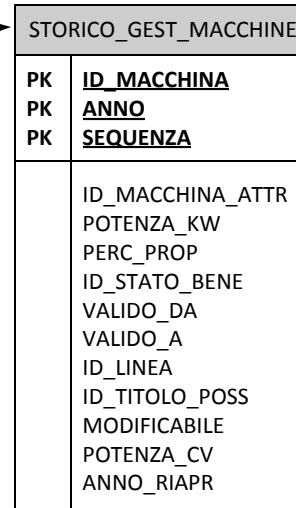 STORICO_GEST_MACCHINE
PK ID_MACCHINA
PK ANNO
PK SEQUENZA
ID_MACCHINA_ATTR
POTENZA_KW
PERC_PROP
ID_STATO_BENE
VALIDO_DA
VALIDO_A
ID_LINEA
ID_TITOLO_POSS
MODIFICABILE
POTENZA_CV
ANNO_RIAPR